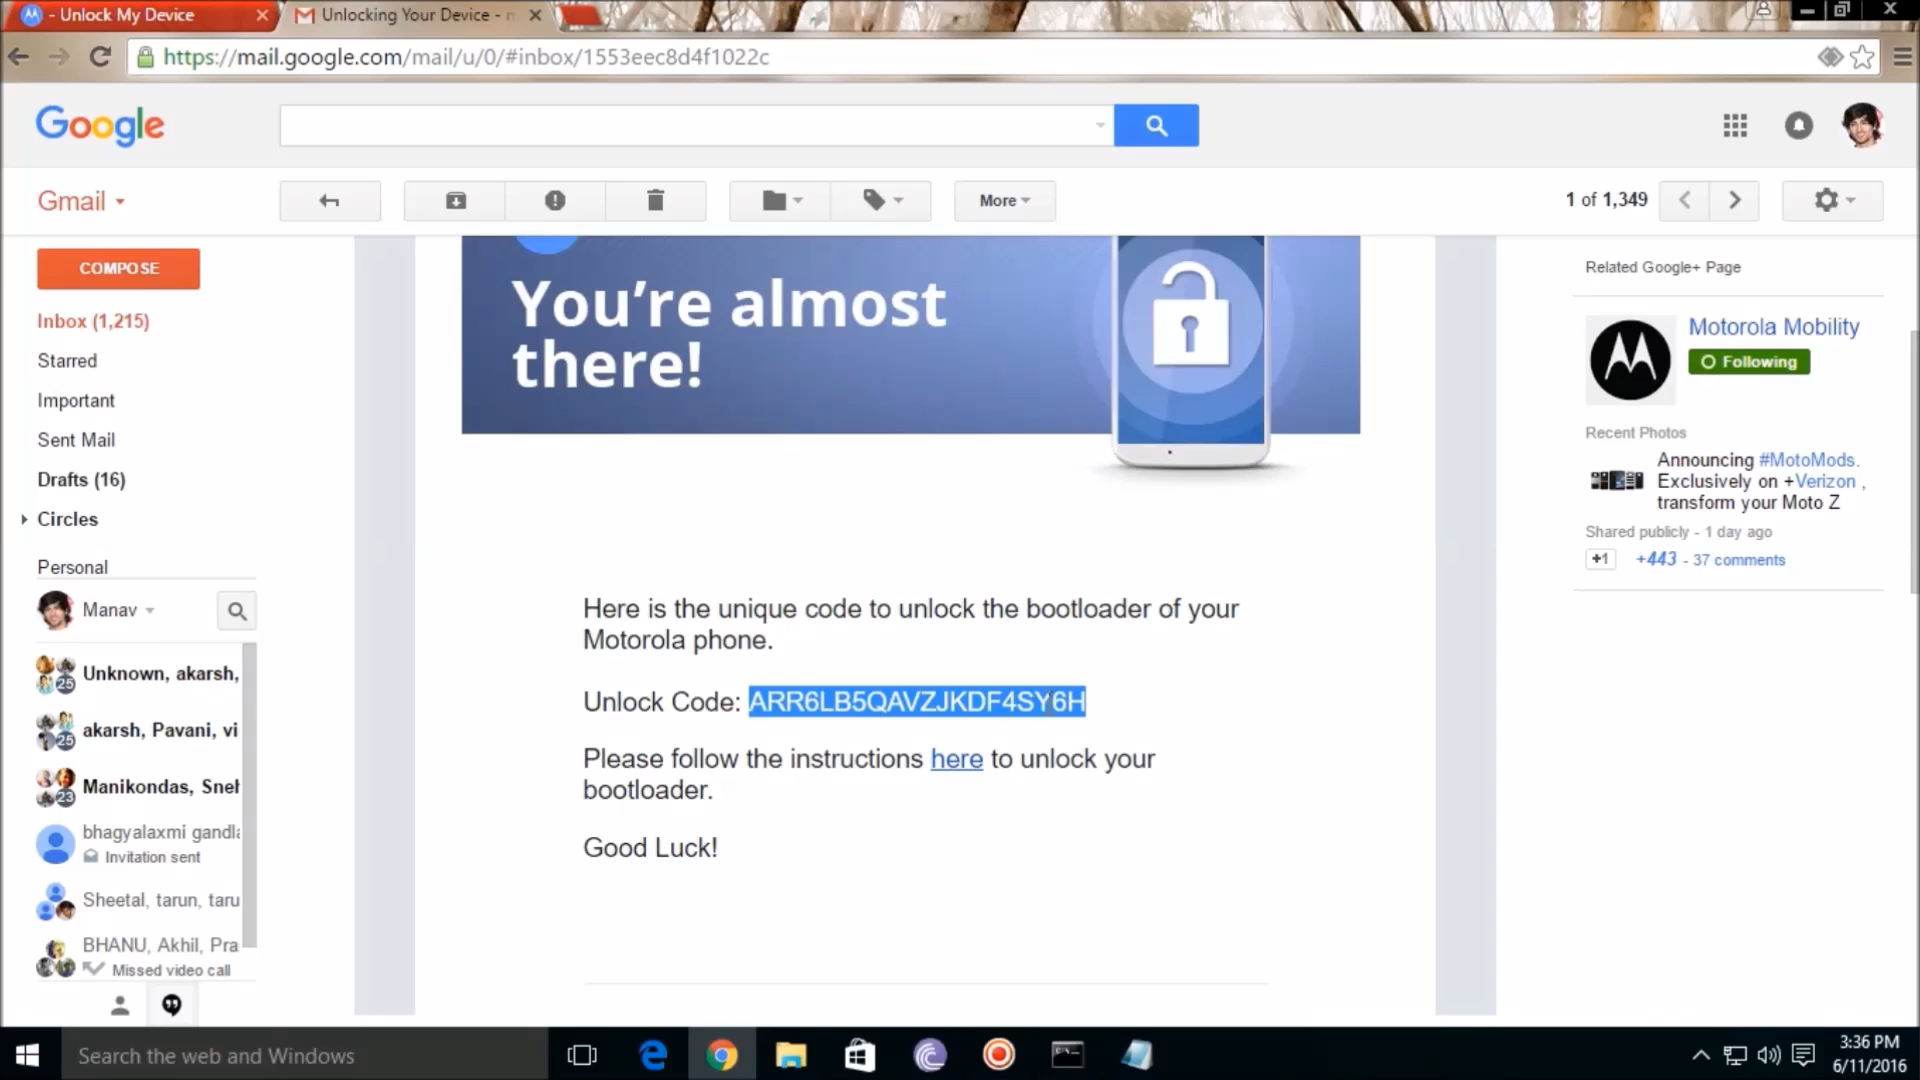 - Unlock My Device
Unlocking Your Device -
https://mail.google.com/mail/u/0/#inbox/1553eec8d4f1022c
Google
Gmail
More
1 of 1,349
COMPOSE
Inbox (1,215)
Starred
Important
Sent Mail
Drafts (16)
Circles
Personal
Manav
25
Unknown, akarsh,
25
akarsh, Pavani, vi
23
Manikondas, Sneh
bhagyalaxmi gandla
Invitation sent
Sheetal, tarun, taru
BHANU, Akhil, Pra
Missed video call
You’re almost
there!
Here is the unique code to unlock the bootloader of your
Motorola phone.
Unlock Code: ARR6LB5QAVZJKDF4SY6H
Please follow the instructions here to unlock your
bootloader.
Good Luck!
Related Google+ Page
Motorola Mobility
Following
Recent Photos
Announcing #MotoMods.
Exclusively on +Verizon ,
transform your Moto Z
Shared publicly - 1 day ago
+1 +443 - 37 comments
Search the web and Windows
3:36 PM
6/11/2016